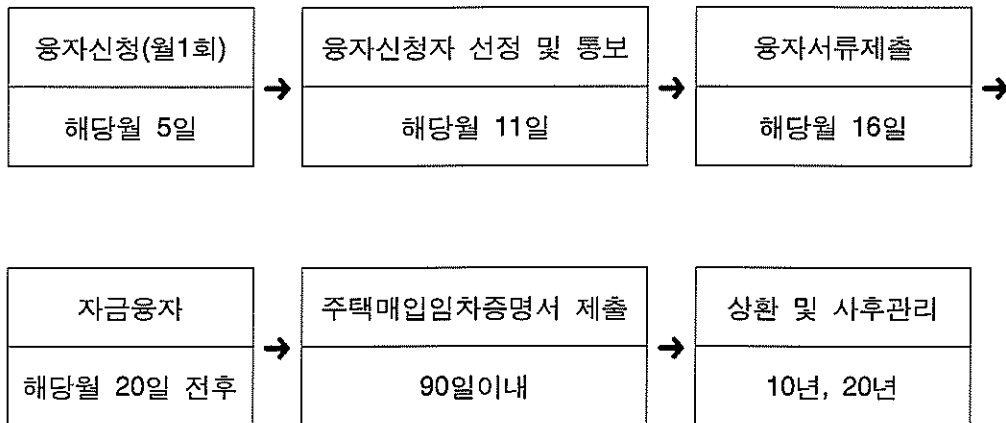 융자신청(월1회) → 융자신청자 선정 및 통보 → 융자서류제출 →
해당월 5일 해당월 11일 해당월 16일
자금융자 → 주택매입임차증명서 제출 → 상환 및 사후관리
해당월 20일 전후 90일이내 10년, 20년